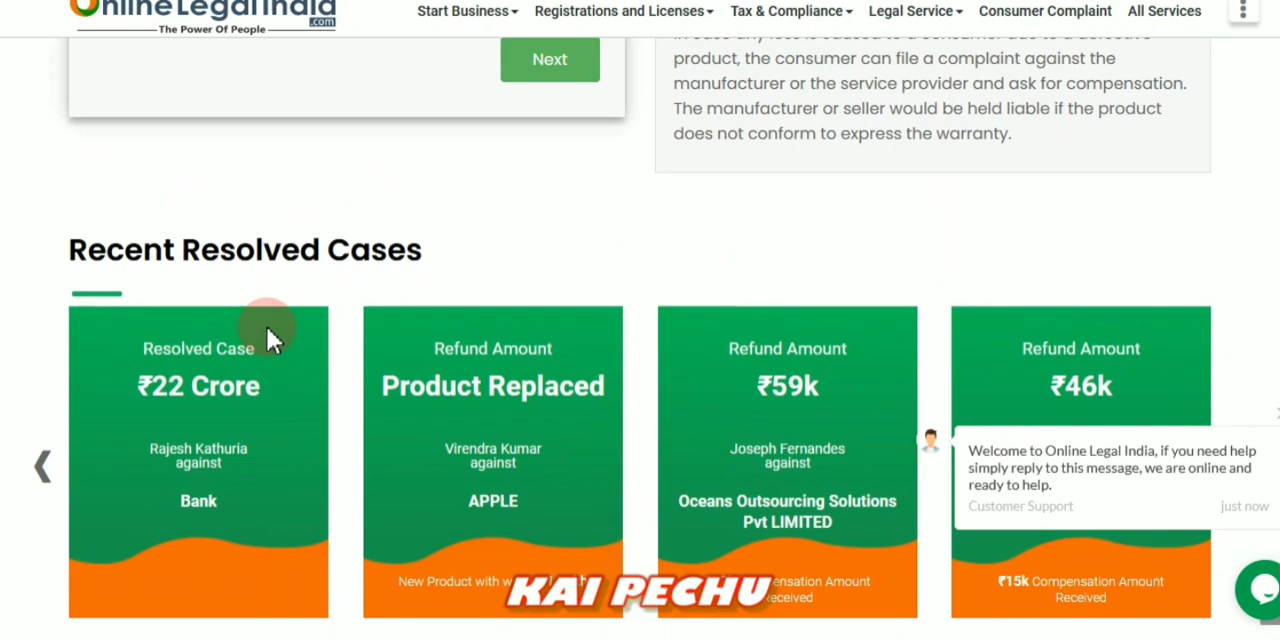 OnlineLegalIndia
.com
The Power Of People
Start Business
Registrations and Licenses
Tax & Compliance
Legal Service
Consumer Complaint
All Services
Next
product, the consumer can file a complaint against the
manufacturer or the service provider and ask for compensation.
The manufacturer or seller would be held liable if the product
does not conform to express the warranty.
Recent Resolved Cases
Resolved Case
₹22 Crore
Rajesh Kathuria
against
Bank
Refund Amount
Product Replaced
Virendra Kumar
against
APPLE
New Product with
Refund Amount
₹59k
Joseph Fernandes
against
Oceans Outsourcing Solutions
Pvt LIMITED
Amount
Refund Amount
₹46k
₹15k Compensation Amount
Received
Welcome to Online Legal India, if you need help
simply reply to this message, we are online and
ready to help.
Customer Support
just now
KAI PECHU